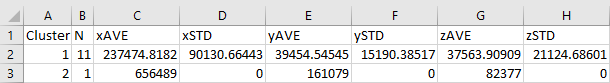 A B C D E F G H
1 Cluster N xAVE xSTD yAVE ySTD zAVE zSTD
2 1 11 237474.8182 90130.66443 39454.54545 15190.38517 37563.90909 21124.68601
3 2 1 656489 0 161079 0 82377 0